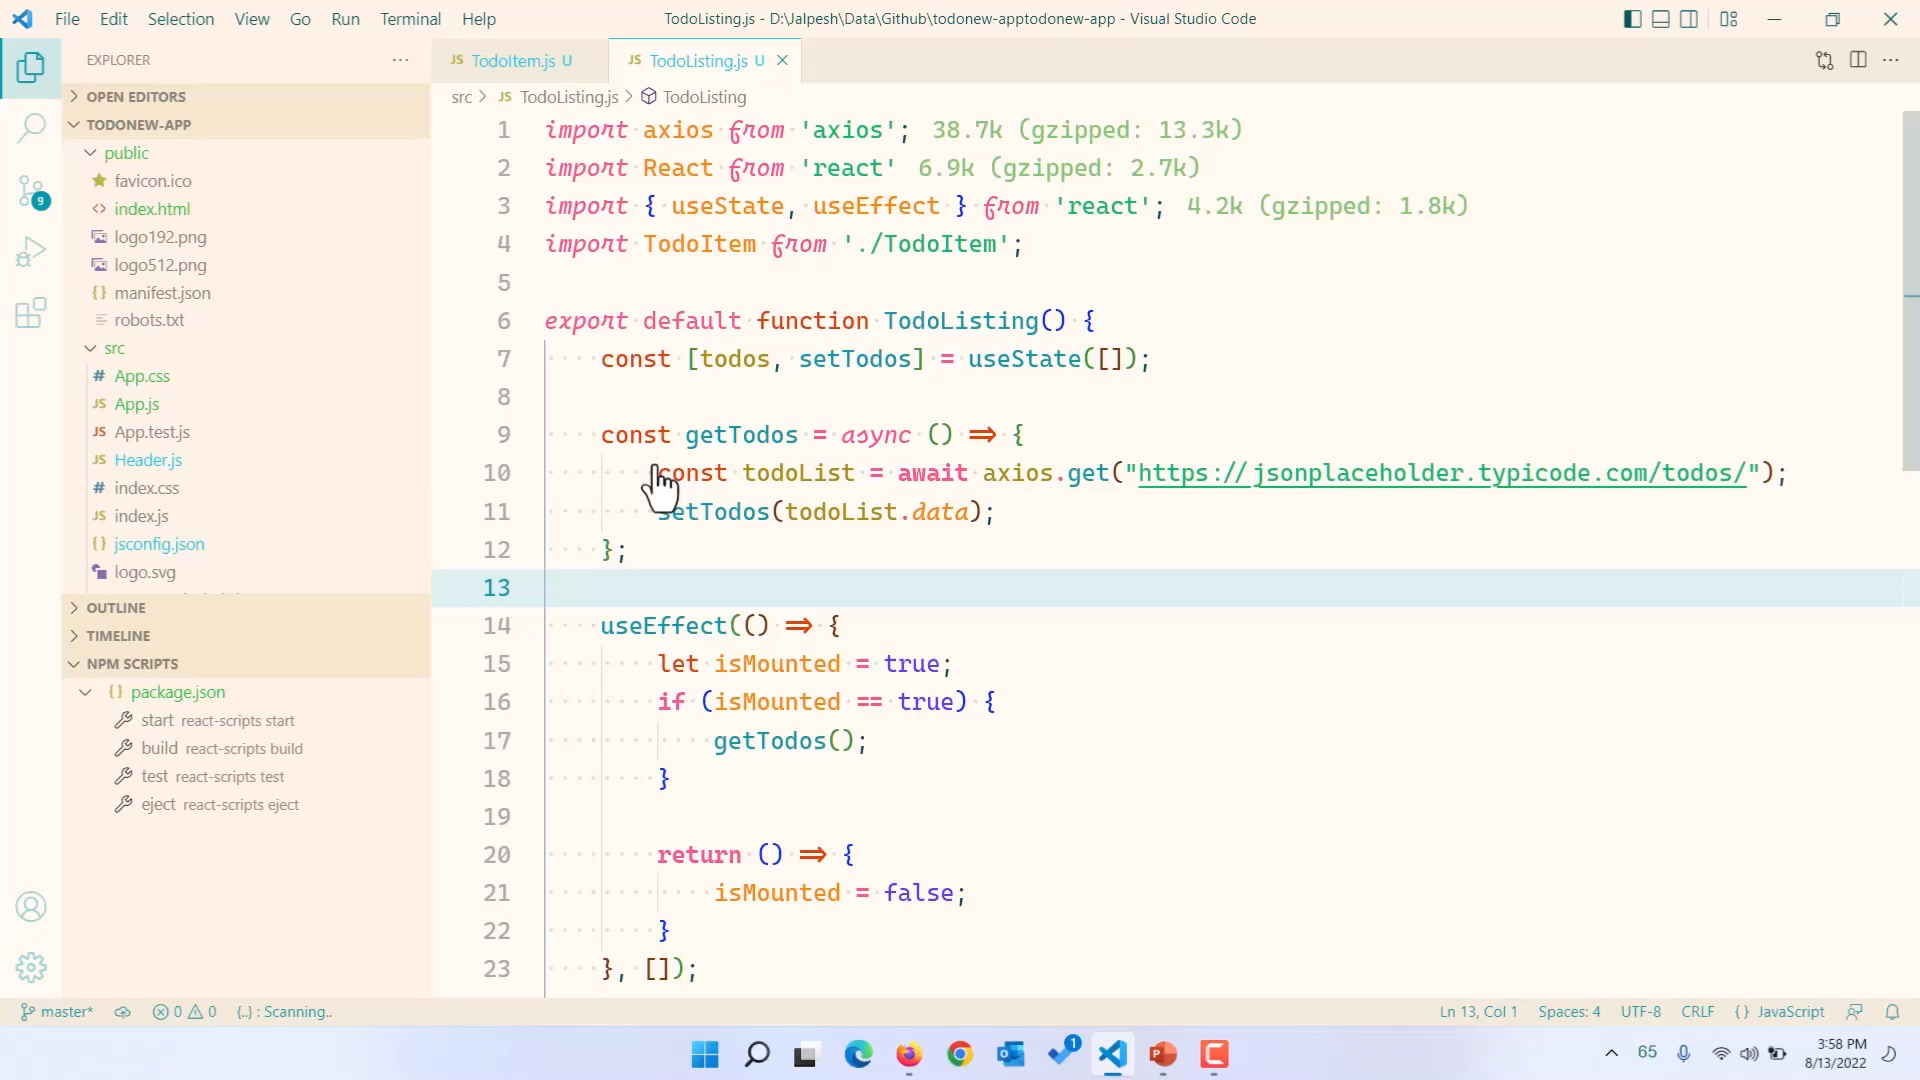 File Edit Selection View Go Run Terminal Help
TodoListing.js - D:\Jalpesh\Data\Github\todonew-apptodonew-app - Visual Studio Code
EXPLORER
OPEN EDITORS
TODONEW-APP
public
favicon.ico
index.html
logo192.png
logo512.png
manifest.json
robots.txt
src
App.css
App.js
App.test.js
Header.js
index.css
index.js
jsconfig.json
logo.svg
OUTLINE
TIMELINE
NPM SCRIPTS
package.json
start react-scripts start
build react-scripts build
test react-scripts test
eject react-scripts eject
9
JS TodoItem.js U
JS TodoListing.js U
src > JS TodoListing.js > TodoListing
1 import axios from 'axios'; 38.7k (gzipped: 13.3k)
2 import React from 'react' 6.9k (gzipped: 2.7k)
3 import { useState, useEffect } from 'react'; 4.2k (gzipped: 1.8k)
4 import TodoItem from './TodoItem';
5
6 export default function TodoListing() {
7 const [todos, setTodos] = useState([]);
8
9 const getTodos = async () => {
10 const todoList = await axios.get("https://jsonplaceholder.typicode.com/todos/");
11 setTodos(todoList.data);
12 };
13
14 useEffect(() => {
15 let isMounted = true;
16 if (isMounted == true) {
17 getTodos();
18 }
19
20 return () => {
21 isMounted = false;
22 }
23 }, []);
master* 0 0 {..} : Scanning..
Ln 13, Col 1 Spaces: 4 UTF-8 CRLF {} JavaScript
1
65
3:58 PM
8/13/2022